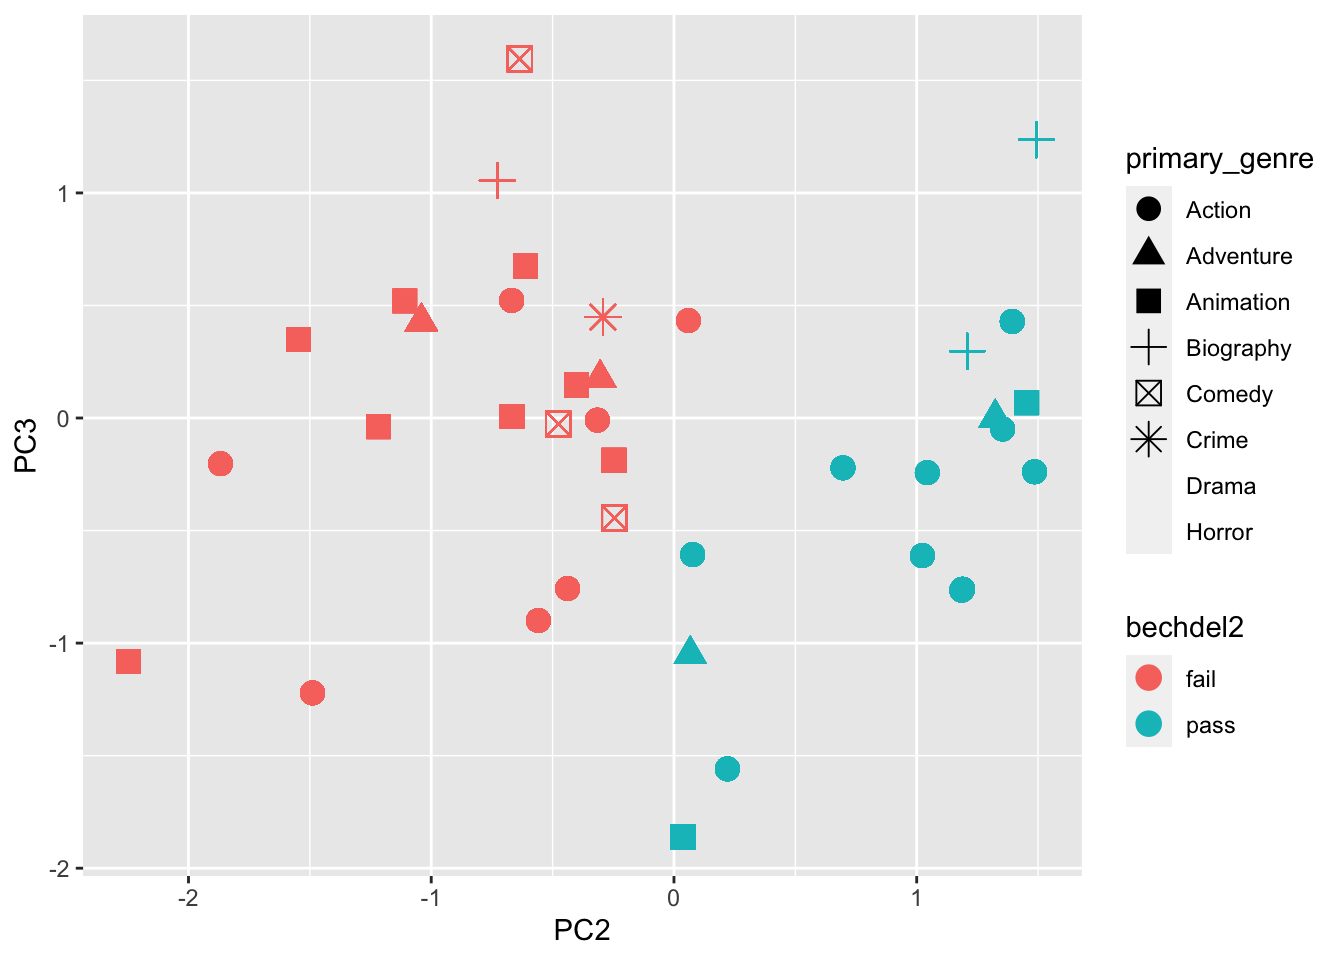 1
0
-1
-2
PC3
-2
-1
0
1
PC2
primary_genre
Action
Adventure
Animation
Biography
Comedy
Crime
Drama
Horror
bechdel2
fail
pass